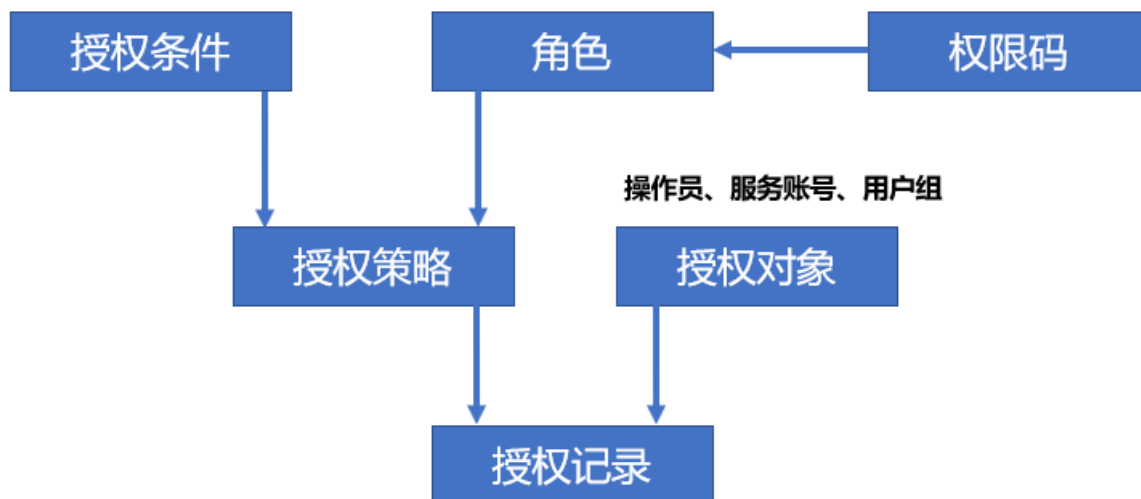 授权条件
角色
权限码
操作员、服务账号、用户组
授权策略
授权对象
授权记录